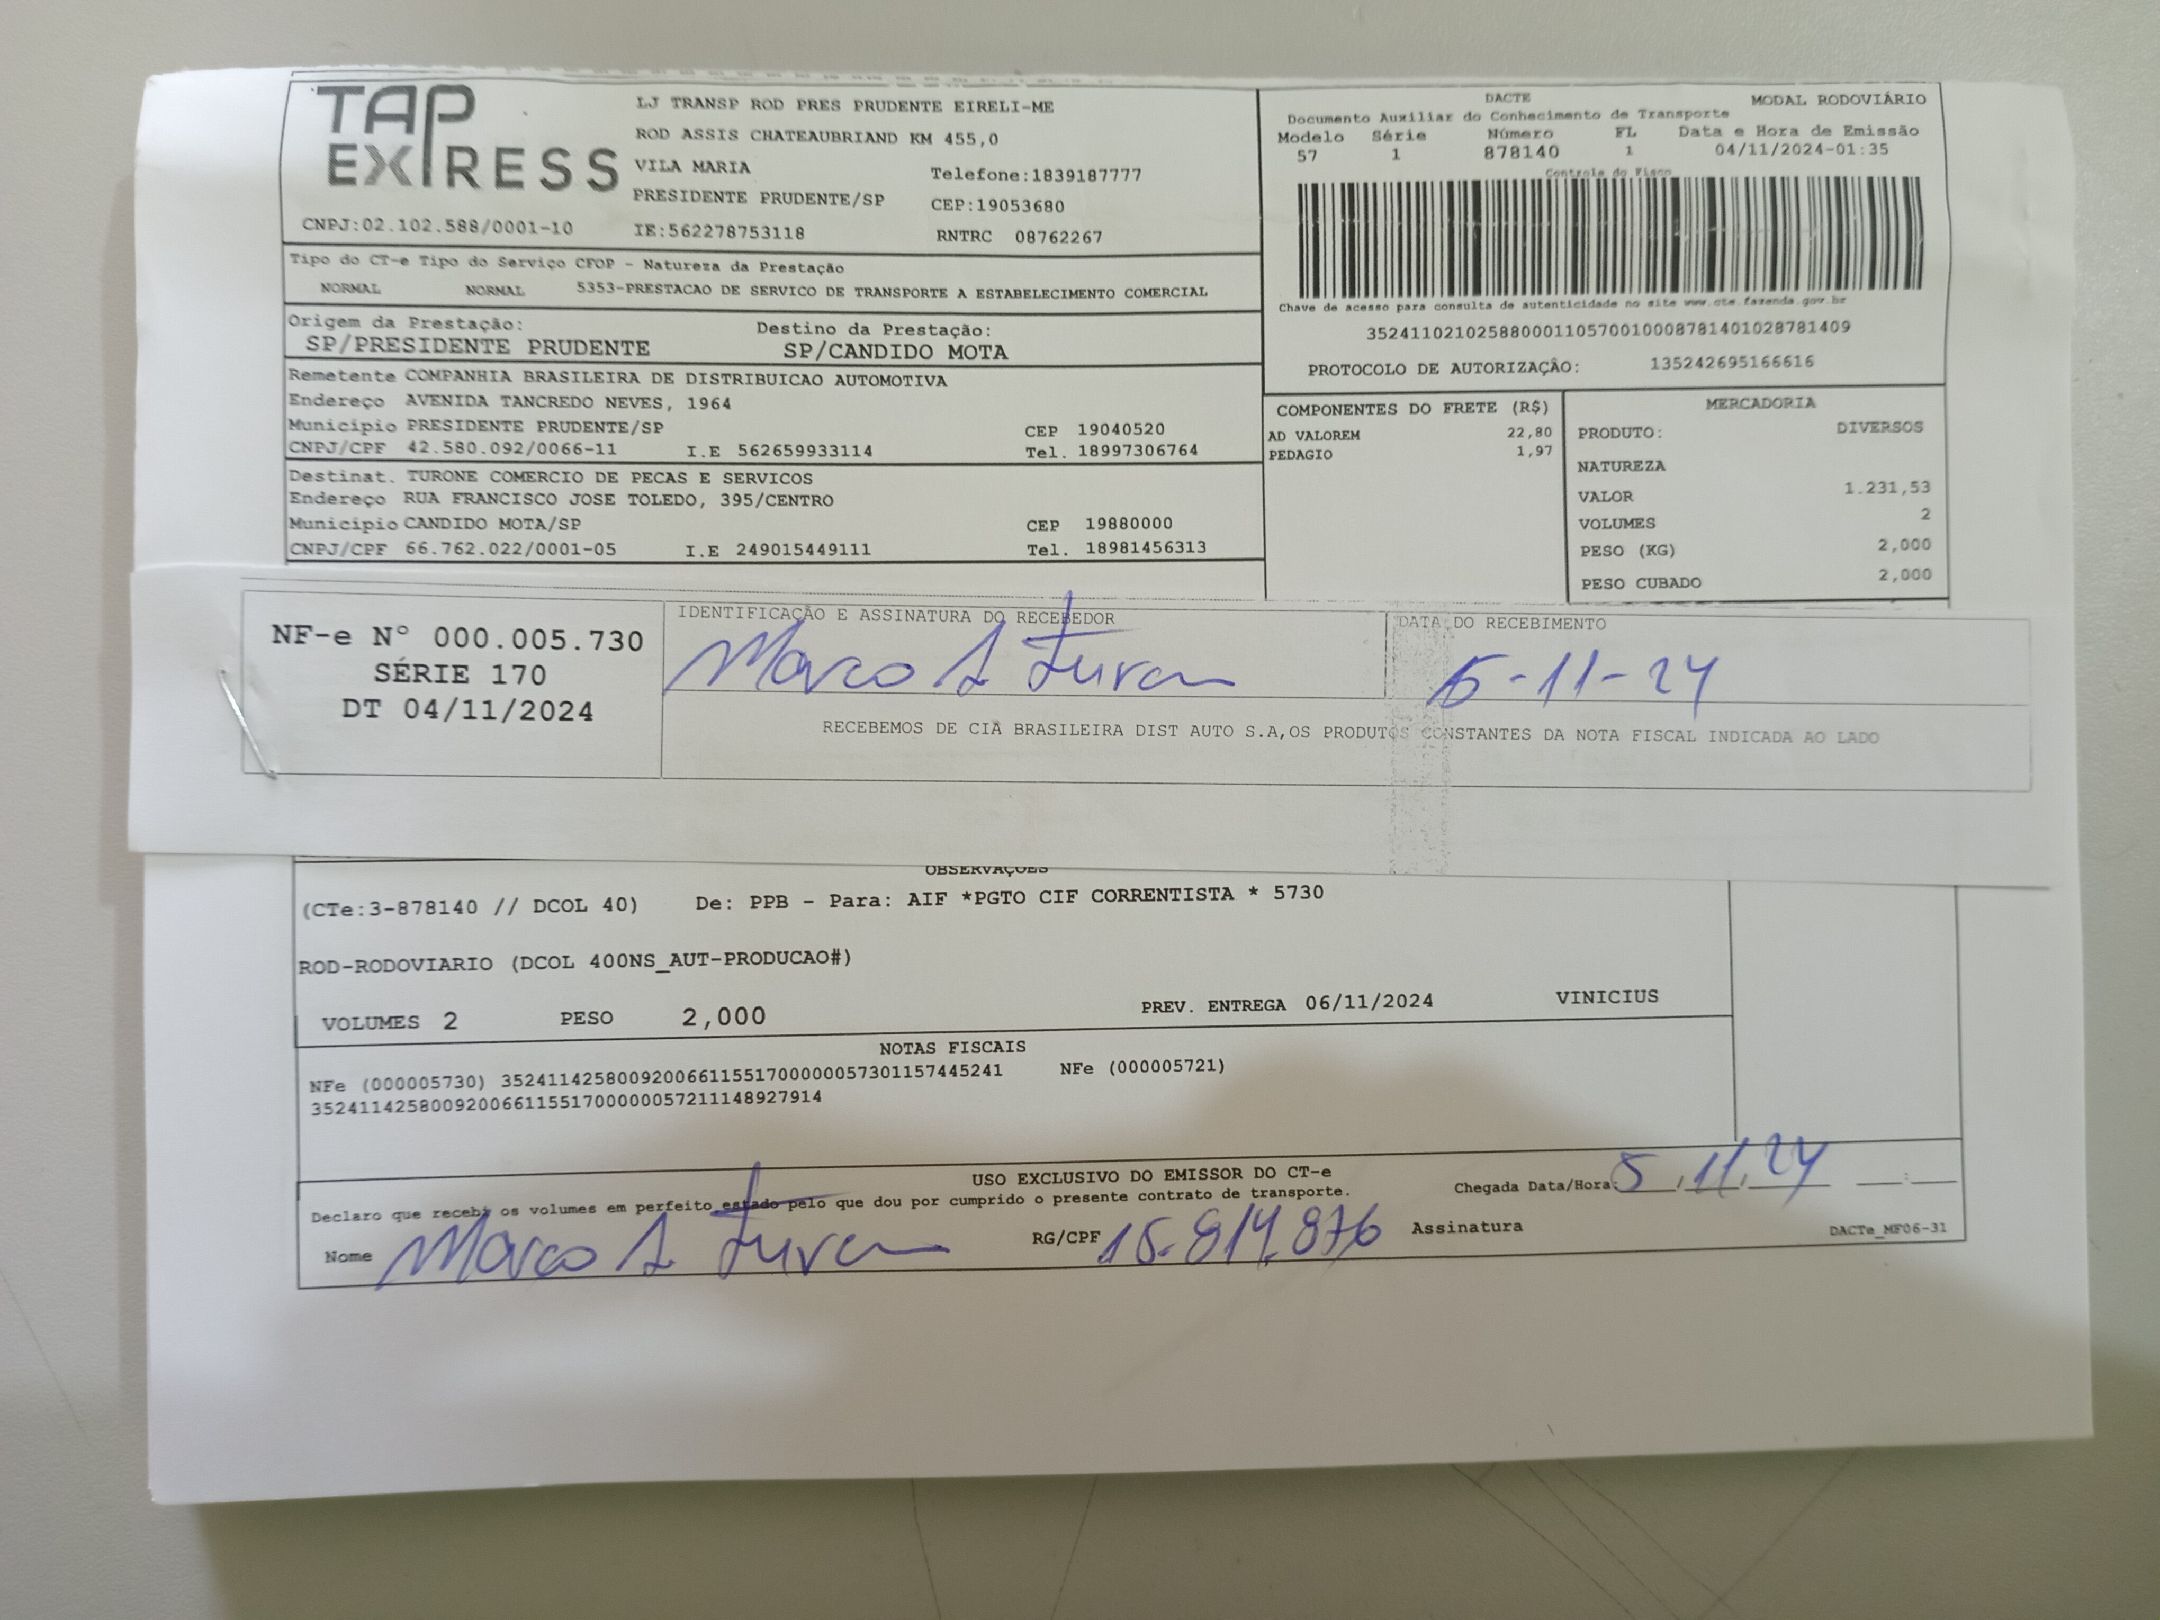 TAP EXPRESS
LJ TRANSP ROD PRES PRUDENTE EIRELI-ME
ROD ASSIS CHATEAUBRIAND KM 455,0
VILA MARIA Telefone:1839187777
PRESIDENTE PRUDENTE/SP CEP:19053680
CNPJ:02.102.588/0001-10 IE:562278753118 RNTRC 08762267
DACTE MODAL RODOVIÁRIO
Documento Auxiliar do Conhecimento de Transporte
Modelo Série Número FL Data e Hora de Emissão
57 1 878140 1 04/11/2024-01:35
Controle do Fisco
Chave de acesso para consulta de autenticidade no site www.cte.fazenda.gov.br
35241102102588000110570010008781401028781409
PROTOCOLO DE AUTORIZAÇÃO: 135242695166616
Tipo do CT-e Tipo do Serviço CFOP - Natureza da Prestação
NORMAL NORMAL 5353-PRESTACAO DE SERVICO DE TRANSPORTE A ESTABELECIMENTO COMERCIAL
Origem da Prestação: Destino da Prestação:
SP/PRESIDENTE PRUDENTE SP/CANDIDO MOTA
Remetente COMPANHIA BRASILEIRA DE DISTRIBUICAO AUTOMOTIVA
Endereço AVENIDA TANCREDO NEVES, 1964
Município PRESIDENTE PRUDENTE/SP CEP 19040520
CNPJ/CPF 42.580.092/0066-11 I.E 562659933114 Tel. 18997306764
Destinat. TURONE COMERCIO DE PECAS E SERVICOS
Endereço RUA FRANCISCO JOSE TOLEDO, 395/CENTRO
Município CANDIDO MOTA/SP CEP 19880000
CNPJ/CPF 66.762.022/0001-05 I.E 249015449111 Tel. 18981456313
COMPONENTES DO FRETE (R$)
AD VALOREM 22,80
PEDAGIO 1,97
MERCADORIA
PRODUTO: DIVERSOS
NATUREZA
VALOR 1.231,53
VOLUMES 2
PESO (KG) 2,000
PESO CUBADO 2,000
NF-e N° 000.005.730
SÉRIE 170
DT 04/11/2024
IDENTIFICAÇÃO E ASSINATURA DO RECEBEDOR
Marco A
DATA DO RECEBIMENTO
5-11-24
RECEBEMOS DE CIA BRASILEIRA DIST AUTO S.A,OS PRODUTOS CONSTANTES DA NOTA FISCAL INDICADA AO LADO
OBSERVAÇOES
(CTe:3-878140 // DCOL 40) De: PPB - Para: AIF *PGTO CIF CORRENTISTA * 5730
ROD-RODOVIARIO (DCOL 400NS_AUT-PRODUCAO#)
VOLUMES 2 PESO 2,000 PREV. ENTREGA 06/11/2024 VINICIUS
NOTAS FISCAIS
NFe (000005730) 35241142580092006611551700000057301157445241 NFe (000005721)
35241142580092006611551700000057211148927914
USO EXCLUSIVO DO EMISSOR DO CT-e
Declaro que recebi os volumes em perfeito estado pelo que dou por cumprido o presente contrato de transporte.
Chegada Data/Hora: 5/11/24 :
Nome Marco A RG/CPF 15.814.876 Assinatura
DACTe_MF06-31